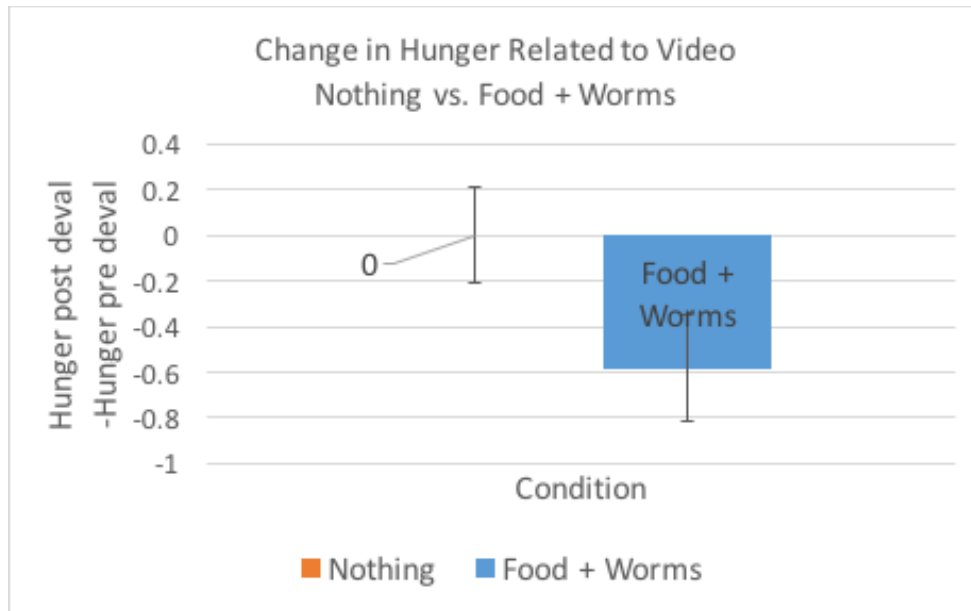 Change in Hunger Related to Video
Nothing vs. Food + Worms
Hunger post deval
-Hunger pre deval
0.4
0.2
0
-0.2
-0.4
-0.6
-0.8
-1
0
Food +
Worms
Condition
Nothing
Food + Worms